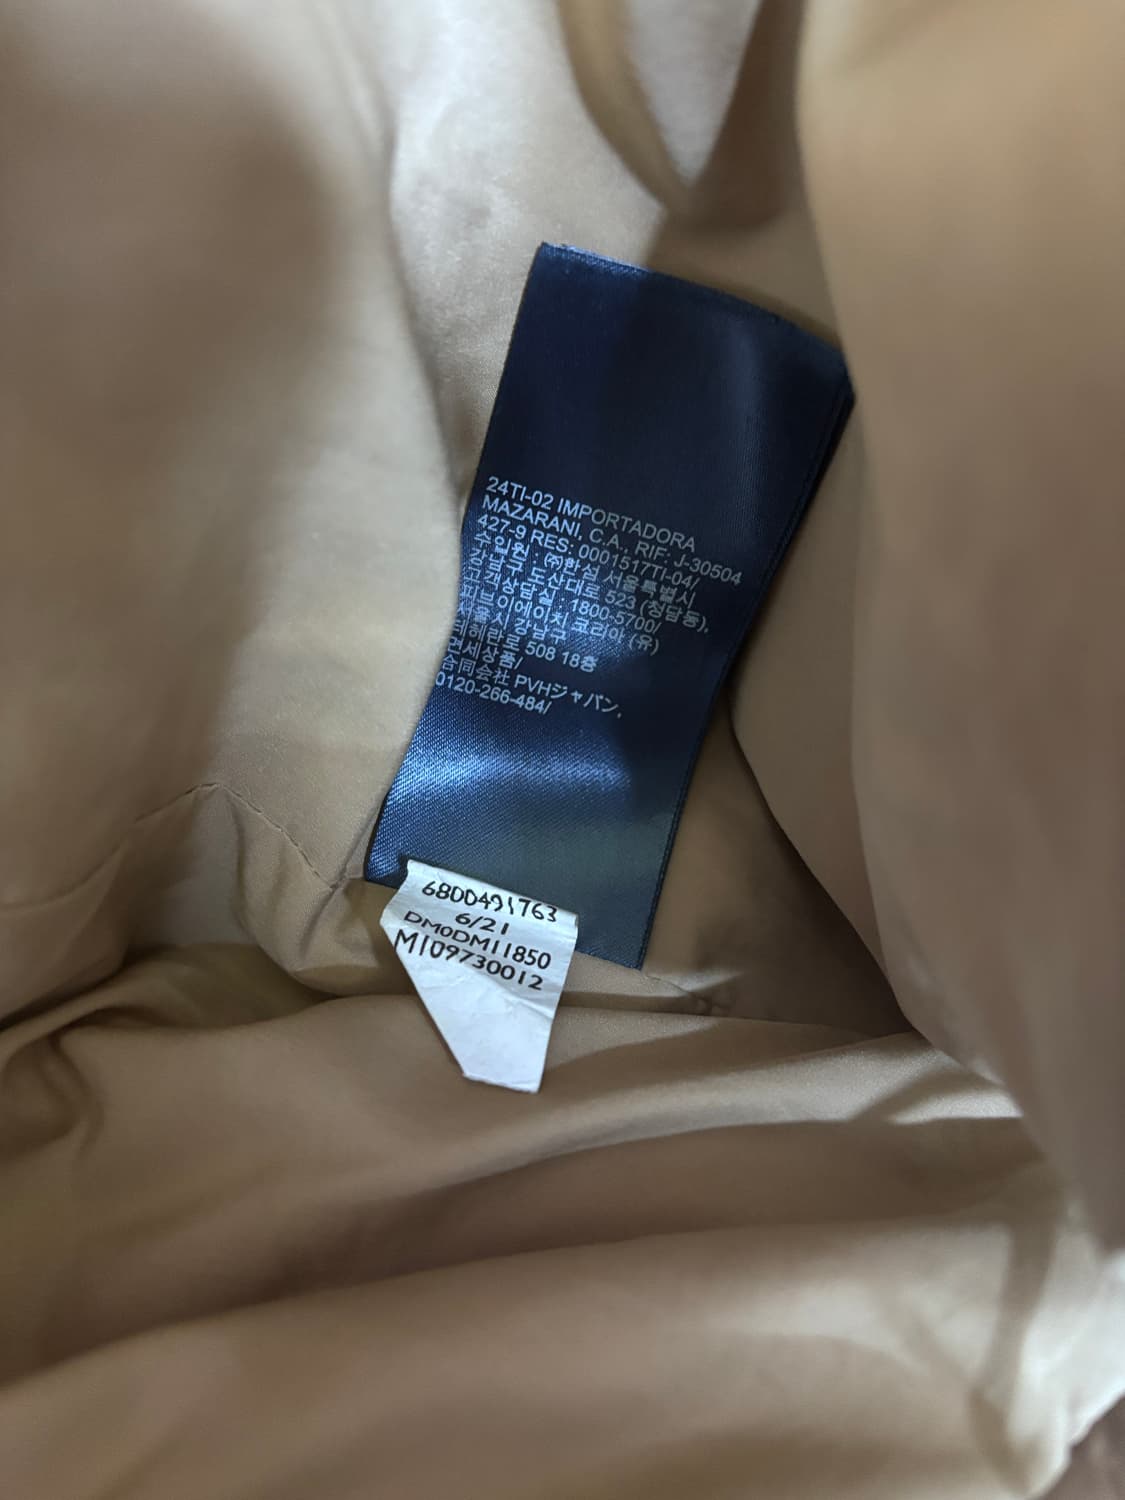 24TI-02 IMPORTADORA
MAZARANI, C.A., RIF: J-30504
427-9 RES: 0001517TI-04/
수입원 : ㈜한섬 서울특별시
강남구 도산대로 523 (청담동),
고객상담실 : 1800-5700/
피브이에이치 코리아 (유)
서울시 강남구
테헤란로 508 18층
면세상품/
合同会社 PVHジャパン,
0120-266-484/
6800491763
6/21
DM0DM11850
M109730012